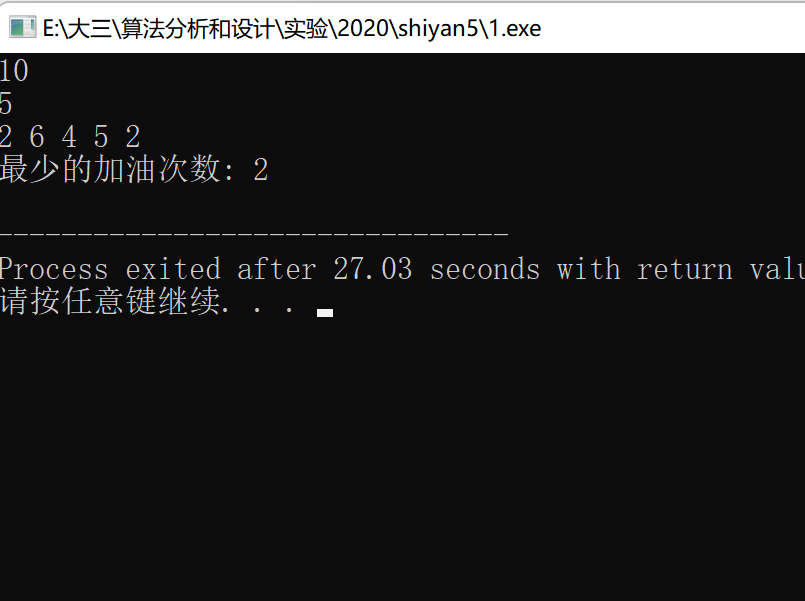 E:\大三\算法分析和设计\实验\2020\shiyan5\1.exe
10
5
2 6 4 5 2
最少的加油次数: 2
--------------------------------
Process exited after 27.03 seconds with return valu
请按任意键继续. . .